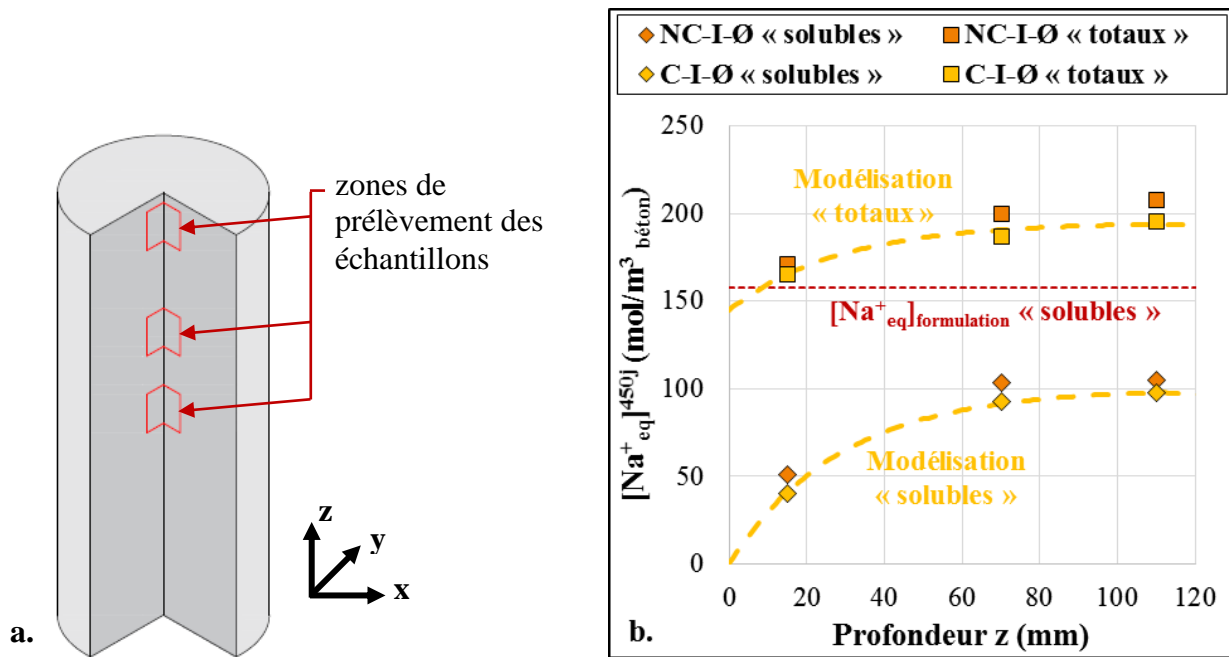 zones de
prélèvement des
échantillons
z
y
x
a.
NC-I-Ø « solubles »
NC-I-Ø « totaux »
C-I-Ø « solubles »
C-I-Ø « totaux »
250
200
150
100
50
0
[Na⁺eq]⁴⁵⁰ʲ (mol/m³ béton)
Modélisation
« totaux »
[Na⁺eq]formulation « solubles »
Modélisation
« solubles »
0 20 40 60 80 100 120
b.
Profondeur z (mm)